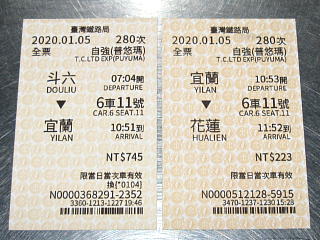 臺灣鐵路局
2020.01.05 280次
全票 自強(普悠瑪)
T.C.LTD EXP(PUYUMA)
斗六 07:04開
DOULIU DEPARTURE
▼ 6車11號
CAR.6 SEAT.11
宜蘭 10:51到
YILAN ARRIVAL
NT$745
限當日當次車有效
換(*0104)
N0000368291-2352
3360-1213-1227 19:46
臺灣鐵路局
2020.01.05 280次
全票 自強(普悠瑪)
T.C.LTD EXP(PUYUMA)
宜蘭 10:53開
YILAN DEPARTURE
▼ 6車11號
CAR.6 SEAT.11
花蓮 11:52到
HUALIEN ARRIVAL
NT$223
限當日當次車有效
N0000512128-5915
3470-1237-1230 15:28